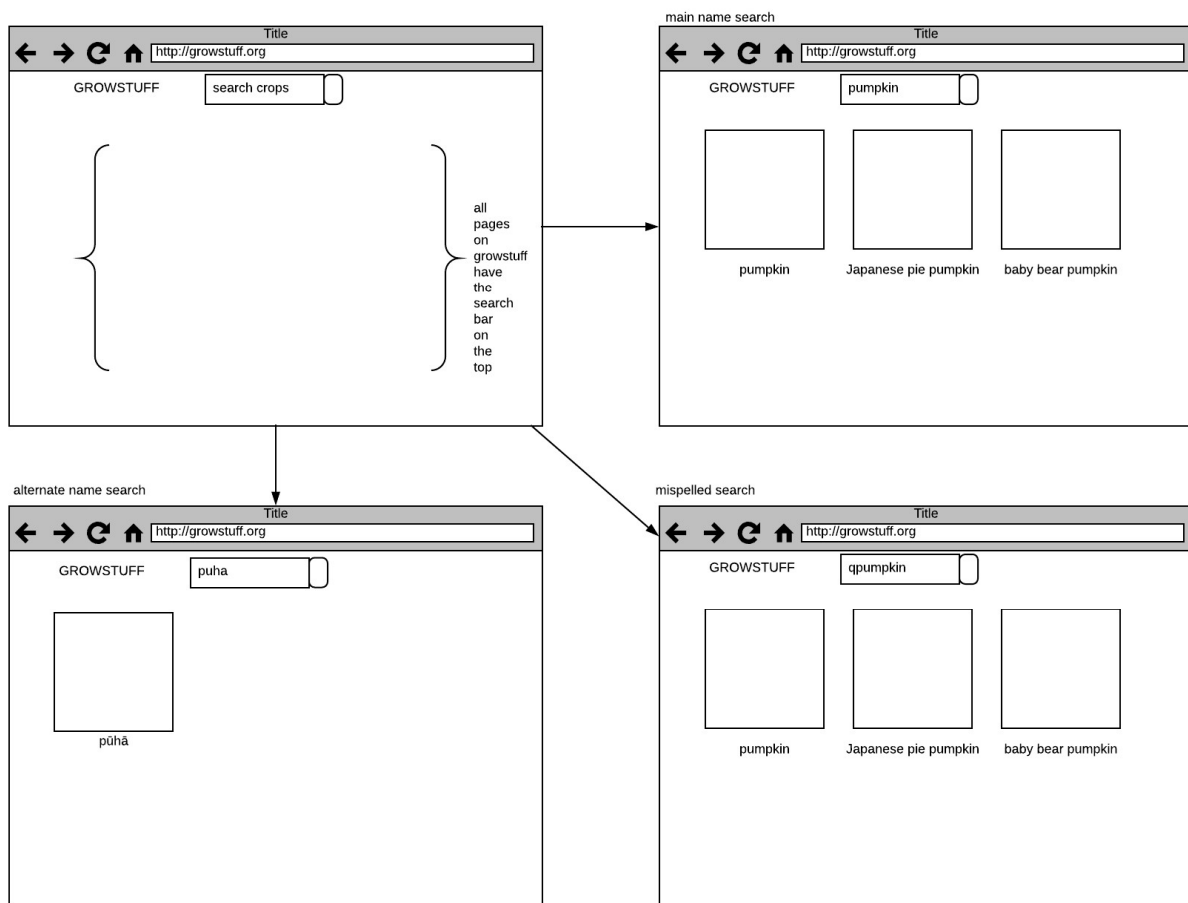 Title
http://growstuff.org
GROWSTUFF
search crops
all
pages
on
growstuff
have
the
search
bar
on
the
top
main name search
Title
http://growstuff.org
GROWSTUFF
pumpkin
pumpkin
Japanese pie pumpkin
baby bear pumpkin
alternate name search
Title
http://growstuff.org
GROWSTUFF
puha
pūhā
mispelled search
Title
http://growstuff.org
GROWSTUFF
qpumpkin
pumpkin
Japanese pie pumpkin
baby bear pumpkin